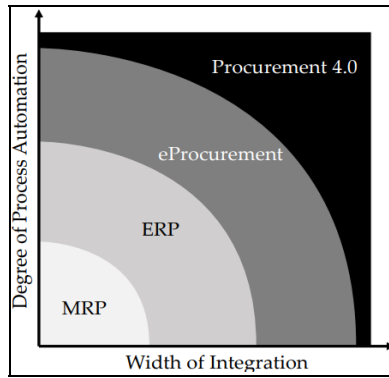 Procurement 4.0
eProcurement
ERP
MRP
Degree of Process Automation
Width of Integration